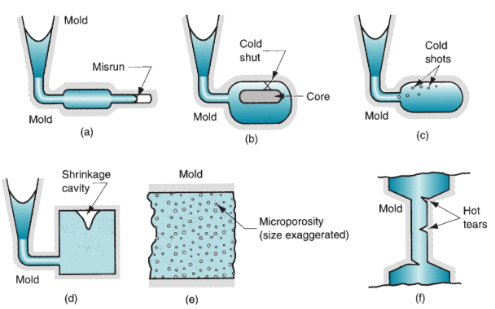 Mold
Misrun
Mold
(a)
Cold
shut
Core
Mold
(b)
Cold
shots
Mold
(c)
Shrinkage
cavity
Mold
(d)
Mold
Microporosity
(size exaggerated)
(e)
Mold
Hot
tears
(f)